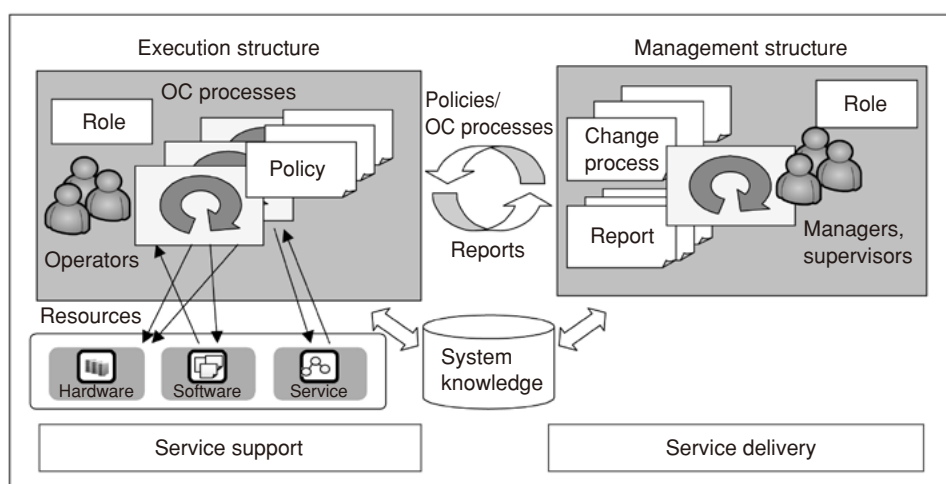 Execution structure
Management structure
OC processes
Role
Policy
Operators
Policies/
OC processes
Reports
Change
process
Role
Report
Managers,
supervisors
Resources
Hardware
Software
Service
System
knowledge
Service support
Service delivery